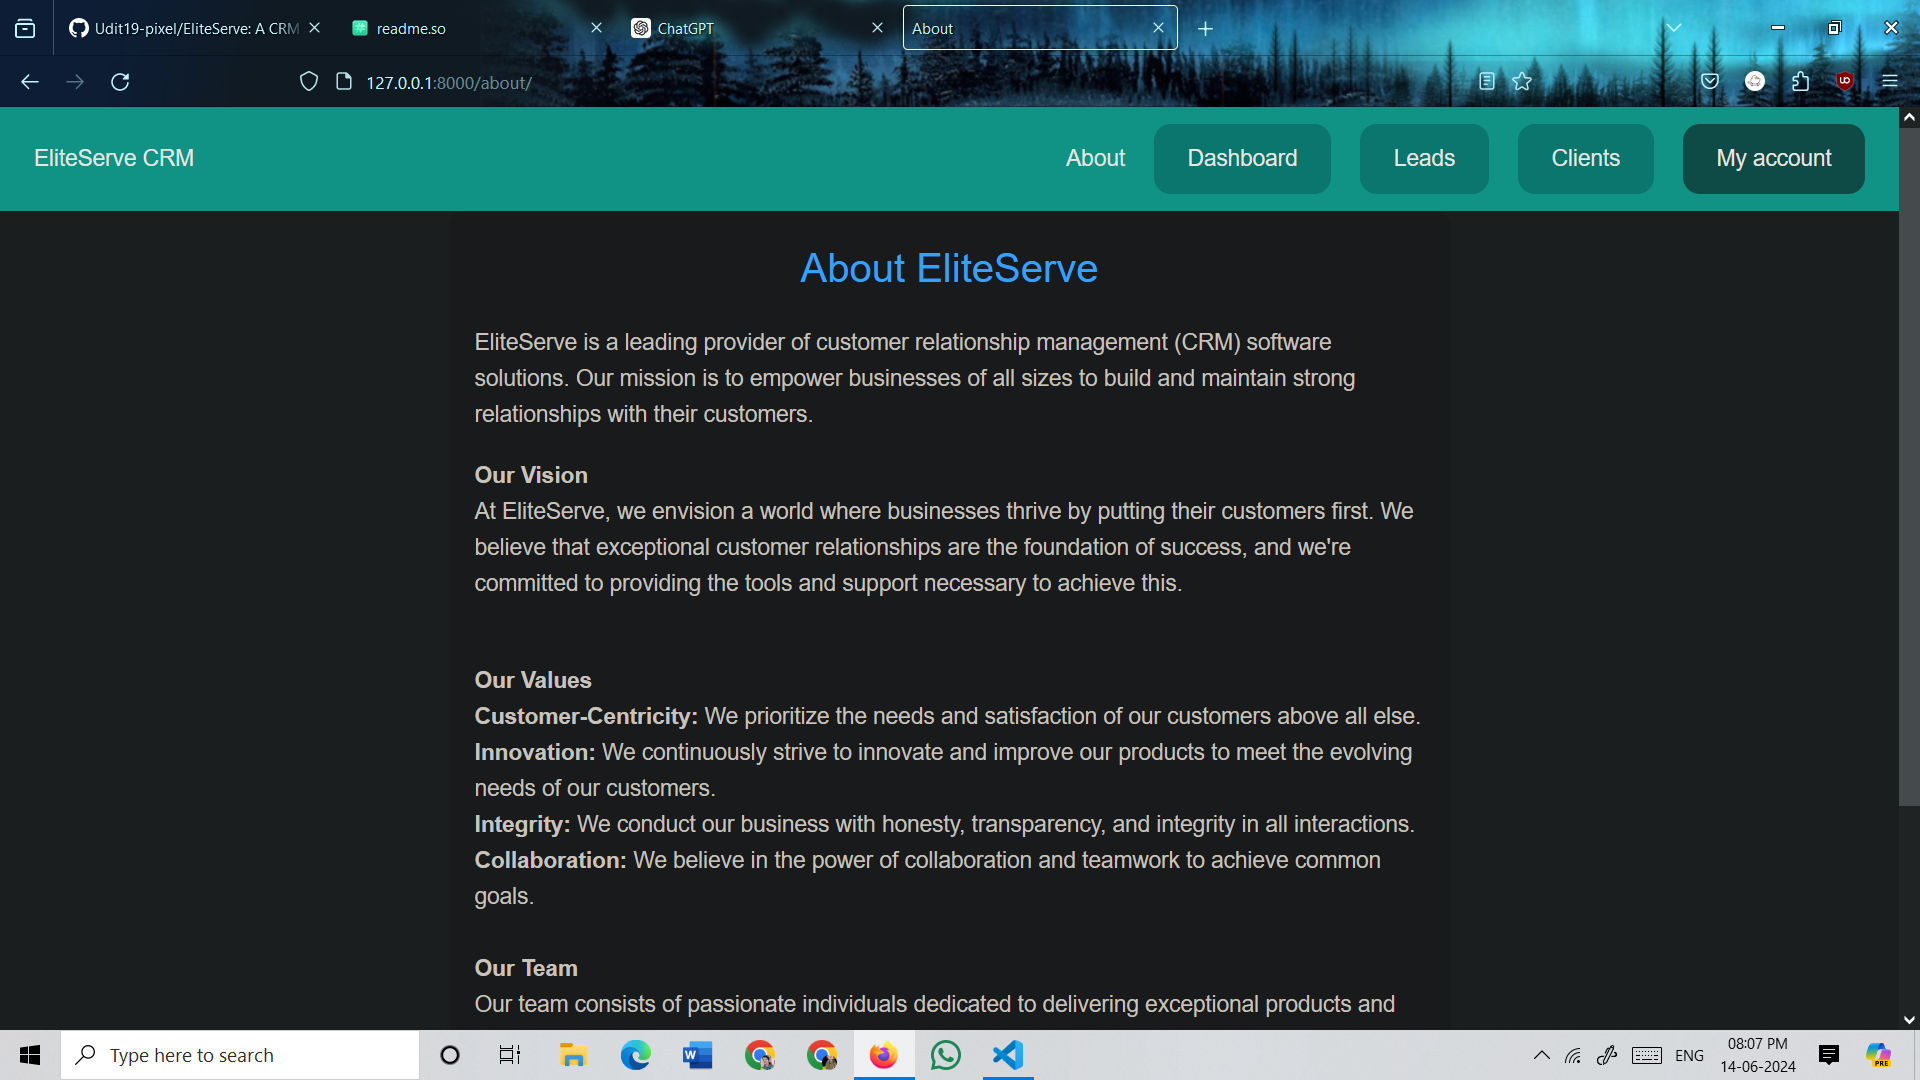 Udit19-pixel/EliteServe: A CRM
readme.so
ChatGPT
About
127.0.0.1:8000/about/
EliteServe CRM
About
Dashboard
Leads
Clients
My account
About EliteServe
EliteServe is a leading provider of customer relationship management (CRM) software
solutions. Our mission is to empower businesses of all sizes to build and maintain strong
relationships with their customers.
Our Vision
At EliteServe, we envision a world where businesses thrive by putting their customers first. We
believe that exceptional customer relationships are the foundation of success, and we're
committed to providing the tools and support necessary to achieve this.
Our Values
Customer-Centricity: We prioritize the needs and satisfaction of our customers above all else.
Innovation: We continuously strive to innovate and improve our products to meet the evolving
needs of our customers.
Integrity: We conduct our business with honesty, transparency, and integrity in all interactions.
Collaboration: We believe in the power of collaboration and teamwork to achieve common
goals.
Our Team
Our team consists of passionate individuals dedicated to delivering exceptional products and
Type here to search
W
ENG
08:07 PM
14-06-2024
PRE